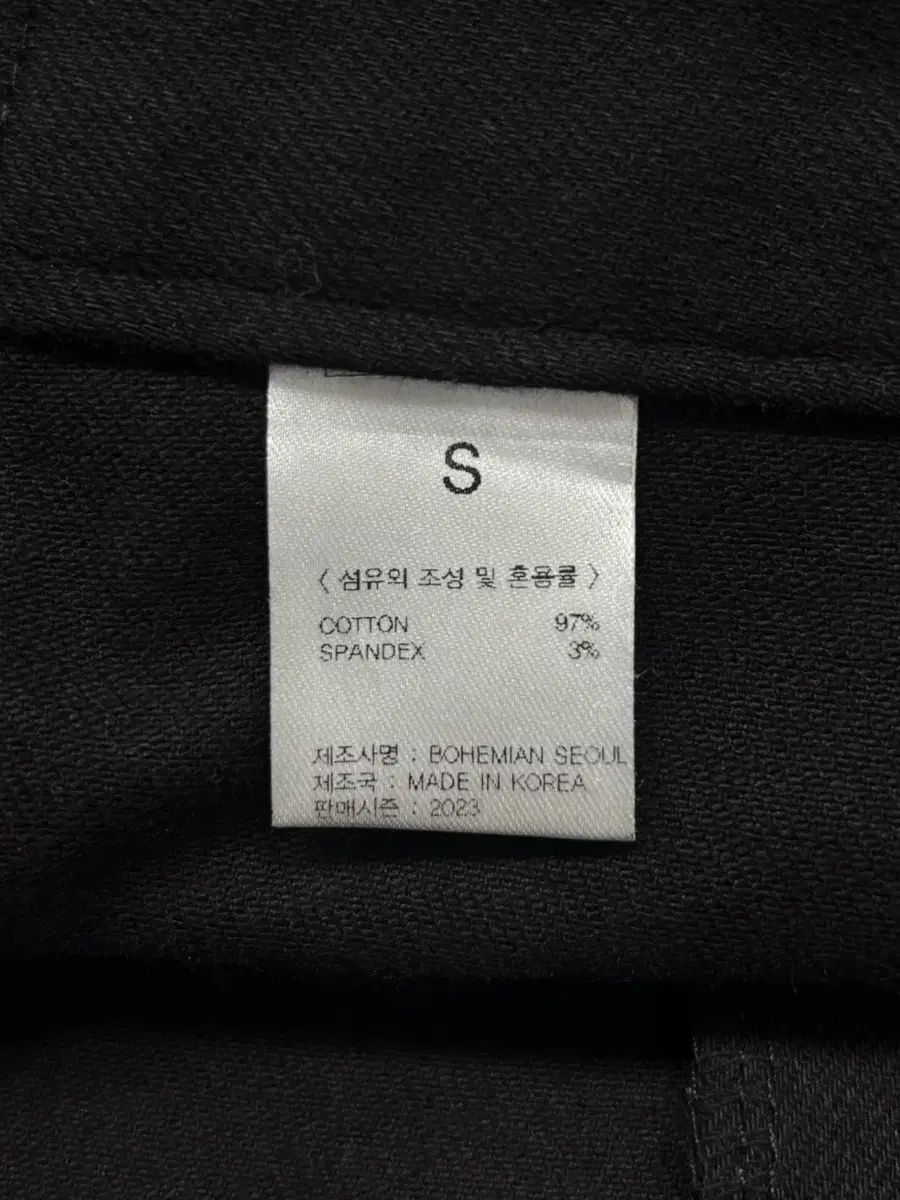 S
< 섬유의 조성 및 혼용률 >
COTTON 97%
SPANDEX 3%
제조사명 : BOHEMIAN SEOUL
제조국 : MADE IN KOREA
판매시즌 : 2023